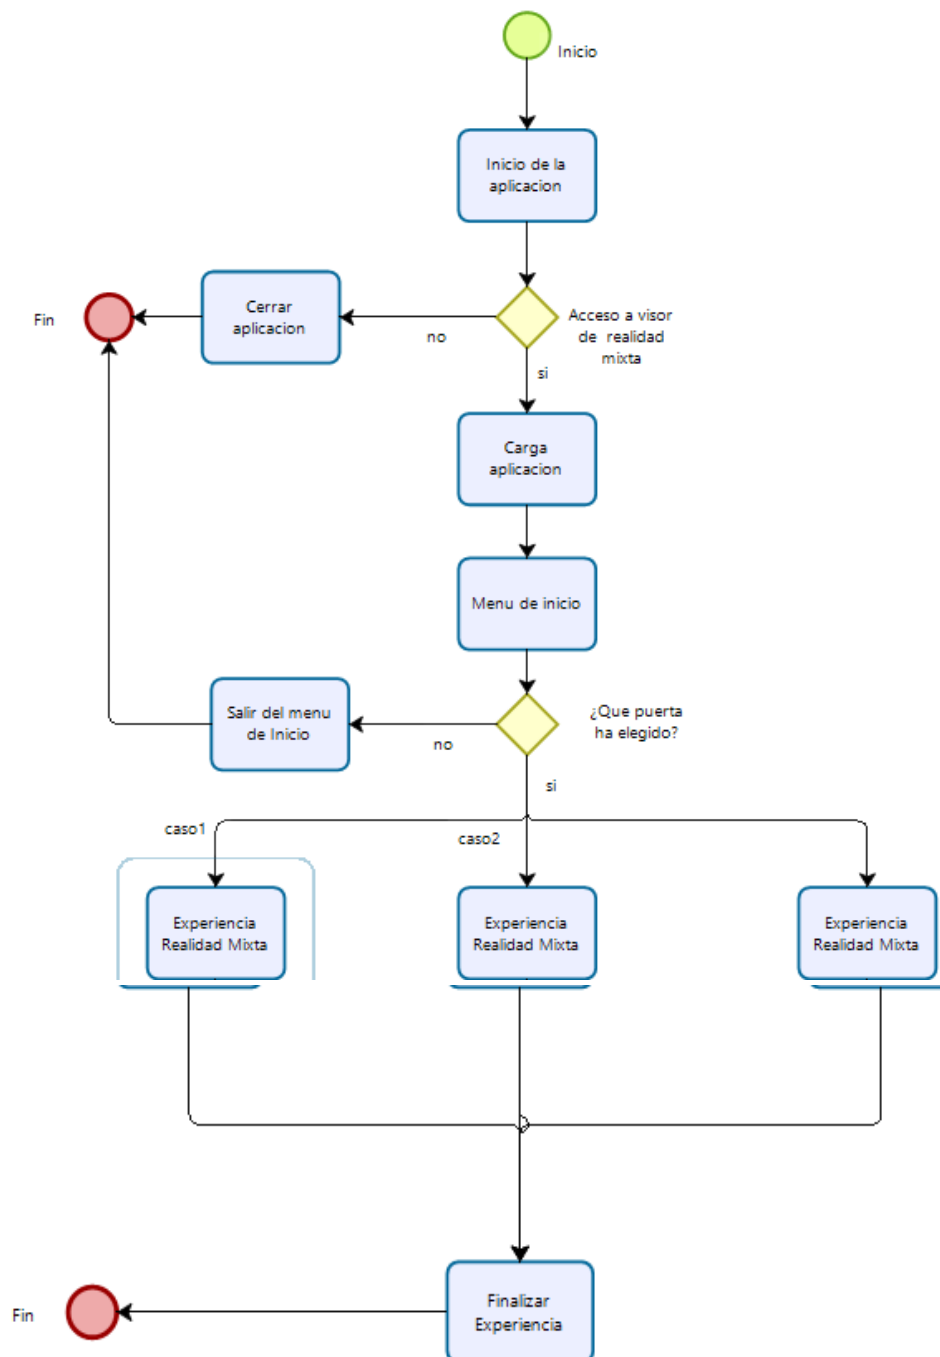 Inicio
Inicio de la
aplicacion
Cerrar
aplicacion
Fin
no
Acceso a visor
de realidad
mixta
si
Carga
aplicacion
Menu de inicio
Salir del menu
de Inicio
no
¿Que puerta
ha elegido?
si
caso1
caso2
Experiencia
Realidad Mixta
Experiencia
Realidad Mixta
Experiencia
Realidad Mixta
Fin
Finalizar
Experiencia